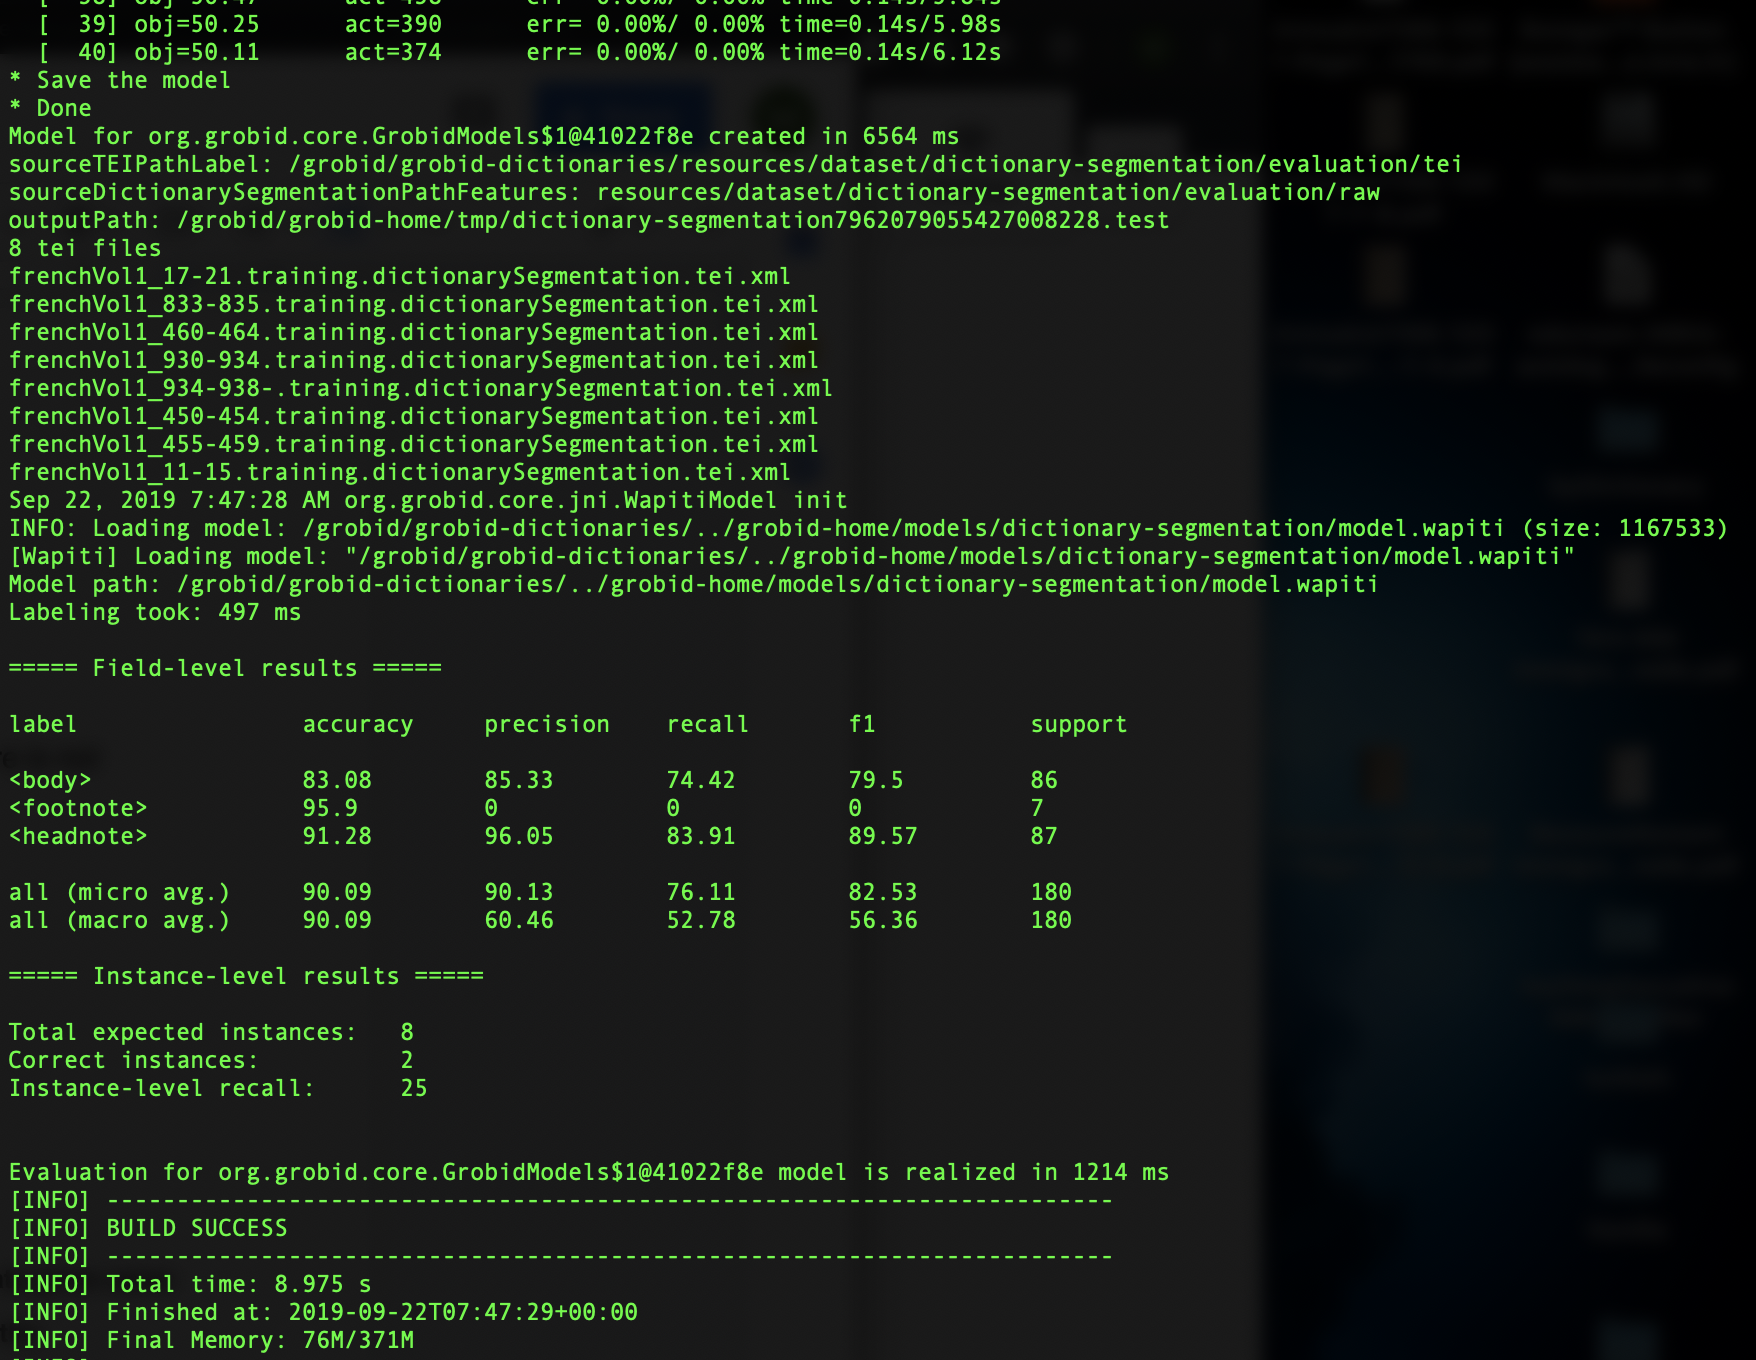 [  38] obj=50.47      act=438      err= 0.00%/ 0.00% time=0.14s/5.84s
[  39] obj=50.25      act=390      err= 0.00%/ 0.00% time=0.14s/5.98s
[  40] obj=50.11      act=374      err= 0.00%/ 0.00% time=0.14s/6.12s
* Save the model
* Done
Model for org.grobid.core.GrobidModels$1@41022f8e created in 6564 ms
sourceTEIPathLabel: /grobid/grobid-dictionaries/resources/dataset/dictionary-segmentation/evaluation/tei
sourceDictionarySegmentationPathFeatures: resources/dataset/dictionary-segmentation/evaluation/raw
outputPath: /grobid/grobid-home/tmp/dictionary-segmentation7962079055427008228.test
8 tei files
frenchVol1_17-21.training.dictionarySegmentation.tei.xml
frenchVol1_833-835.training.dictionarySegmentation.tei.xml
frenchVol1_460-464.training.dictionarySegmentation.tei.xml
frenchVol1_930-934.training.dictionarySegmentation.tei.xml
frenchVol1_934-938-.training.dictionarySegmentation.tei.xml
frenchVol1_450-454.training.dictionarySegmentation.tei.xml
frenchVol1_455-459.training.dictionarySegmentation.tei.xml
frenchVol1_11-15.training.dictionarySegmentation.tei.xml
Sep 22, 2019 7:47:28 AM org.grobid.core.jni.WapitiModel init
INFO: Loading model: /grobid/grobid-dictionaries/../grobid-home/models/dictionary-segmentation/model.wapiti (size: 1167533)
[Wapiti] Loading model: "/grobid/grobid-dictionaries/../grobid-home/models/dictionary-segmentation/model.wapiti"
Model path: /grobid/grobid-dictionaries/../grobid-home/models/dictionary-segmentation/model.wapiti
Labeling took: 497 ms
===== Field-level results =====
label                accuracy     precision    recall       f1           support
<body>               83.08        85.33        74.42        79.5         86
<footnote>           95.9         0            0            0            7
<headnote>           91.28        96.05        83.91        89.57        87
all (micro avg.)     90.09        90.13        76.11        82.53        180
all (macro avg.)     90.09        60.46        52.78        56.36        180
===== Instance-level results =====
Total expected instances:   8
Correct instances:          2
Instance-level recall:      25
Evaluation for org.grobid.core.GrobidModels$1@41022f8e model is realized in 1214 ms
[INFO] ------------------------------------------------------------------------
[INFO] BUILD SUCCESS
[INFO] ------------------------------------------------------------------------
[INFO] Total time: 8.975 s
[INFO] Finished at: 2019-09-22T07:47:29+00:00
[INFO] Final Memory: 76M/371M